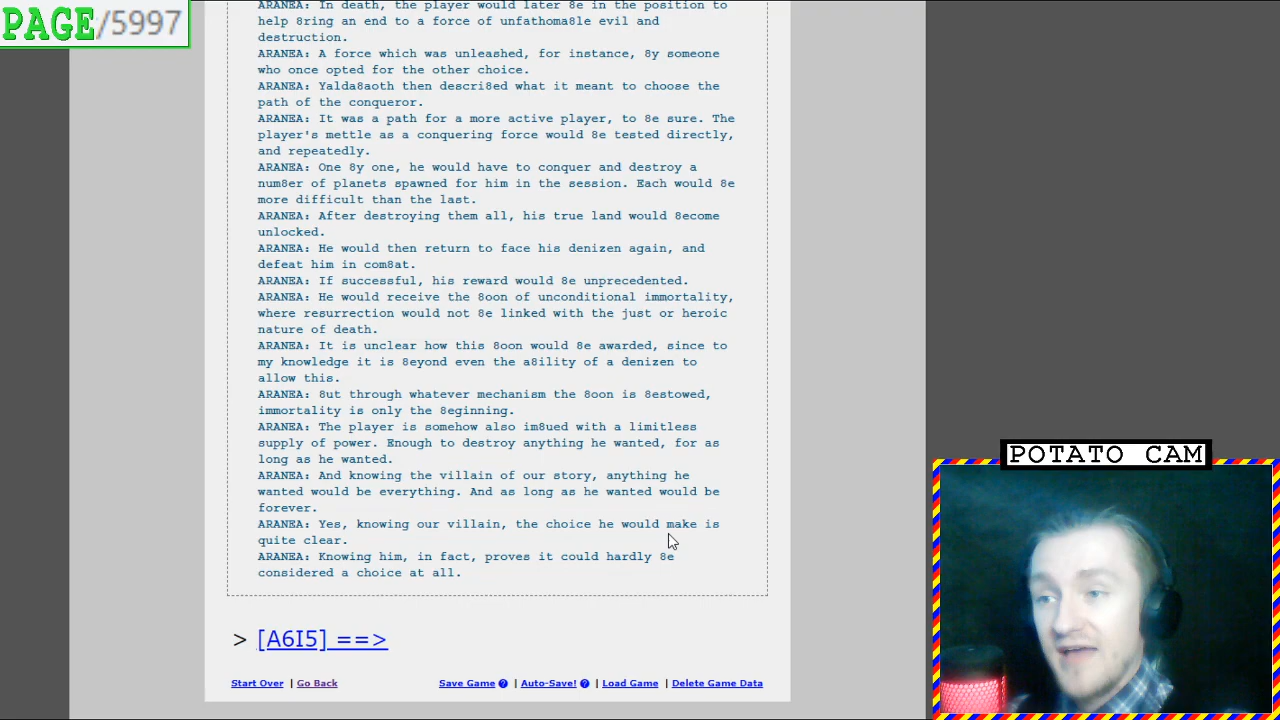 PAGE/5997
ARANEA: In death, the player would later 8e in the position to
help 8ring an end to a force of unfathoma8le evil and
destruction.
ARANEA: A force which was unleashed, for instance, 8y someone
who once opted for the other choice.
ARANEA: Yalda8aoth then descri8ed what it meant to choose the
path of the conqueror.
ARANEA: It was a path for a more active player, to 8e sure. The
player's mettle as a conquering force would 8e tested directly,
and repeatedly.
ARANEA: One 8y one, he would have to conquer and destroy a
num8er of planets spawned for him in the session. Each would 8e
more difficult than the last.
ARANEA: After destroying them all, his true land would 8ecome
unlocked.
ARANEA: He would then return to face his denizen again, and
defeat him in com8at.
ARANEA: If successful, his reward would 8e unprecedented.
ARANEA: He would receive the 8oon of unconditional immortality,
where resurrection would not 8e linked with the just or heroic
nature of death.
ARANEA: It is unclear how this 8oon would 8e awarded, since to
my knowledge it is 8eyond even the a8ility of a denizen to
allow this.
ARANEA: 8ut through whatever mechanism the 8oon is 8estowed,
immortality is only the 8eginning.
ARANEA: The player is somehow also im8ued with a limitless
supply of power. Enough to destroy anything he wanted, for as
long as he wanted.
ARANEA: And knowing the villain of our story, anything he
wanted would be everything. And as long as he wanted would be
forever.
ARANEA: Yes, knowing our villain, the choice he would make is
quite clear.
ARANEA: Knowing him, in fact, proves it could hardly 8e
considered a choice at all.
> [A6I5] ==>
Start Over | Go Back Save Game ? | Auto-Save! ? | Load Game | Delete Game Data
POTATO CAM